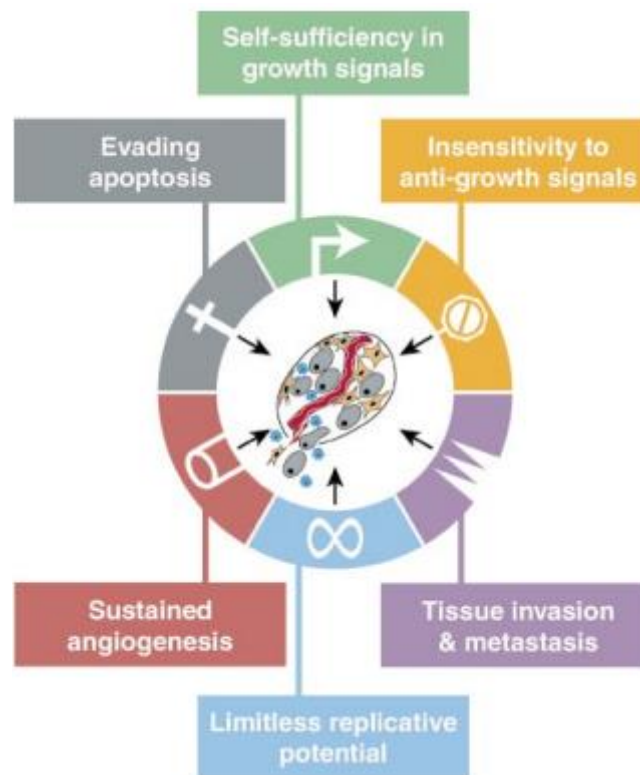 Self-sufficiency in
growth signals
Evading
apoptosis
Insensitivity to
anti-growth signals
Sustained
angiogenesis
Tissue invasion
& metastasis
Limitless replicative
potential